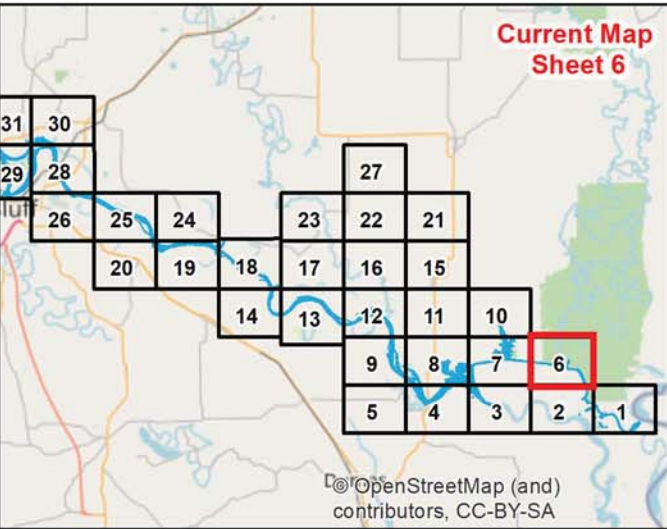 Current Map
Sheet 6
31 30
29 28 27
26 25 24 23 22 21
20 19 18 17 16 15
14 13 12 11 10
9 8 7 6
5 4 3 2 1
© OpenStreetMap (and)
contributors, CC-BY-SA